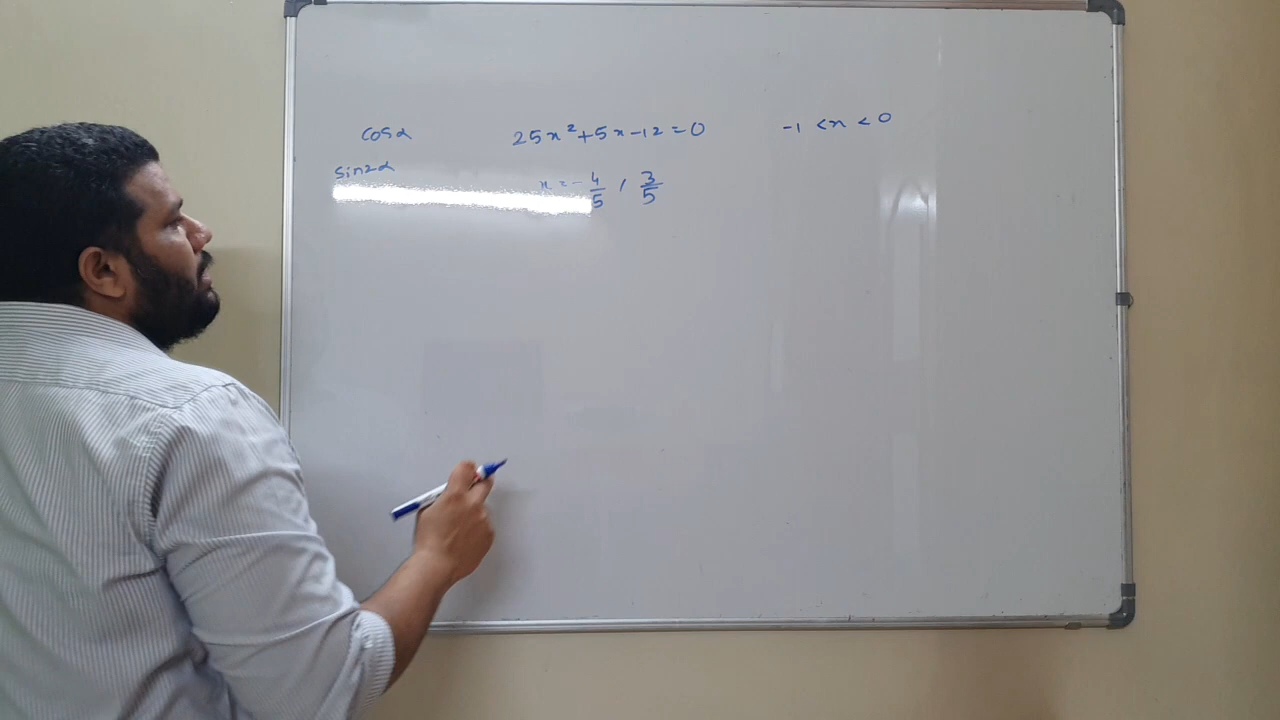 cosα 25x²+5x-12=0 -1 <x < 0
sin2α
x = -4/5 , 3/5